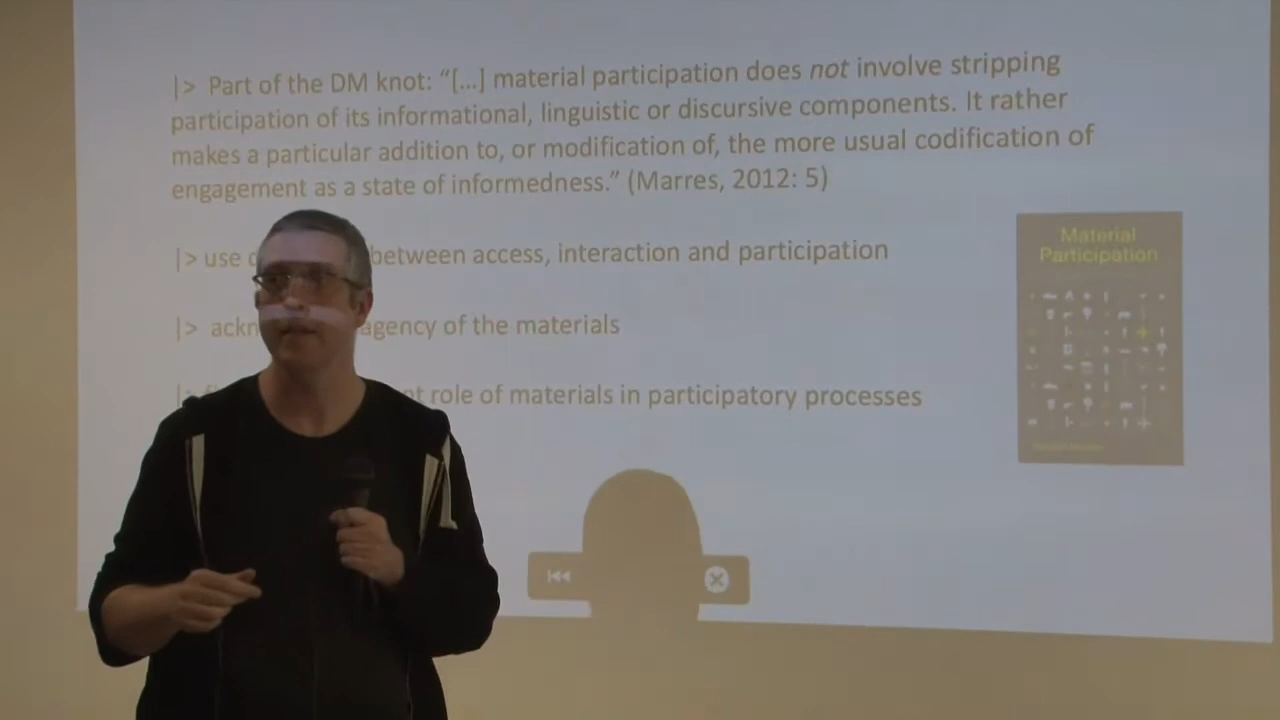 |> Part of the DM knot: “[...] material participation does not involve stripping
participation of its informational, linguistic or discursive components. It rather
makes a particular addition to, or modification of, the more usual codification of
engagement as a state of informedness.” (Marres, 2012: 5)
|> use between access, interaction and participation
|> agency of the materials
role of materials in participatory processes
Material
Participation